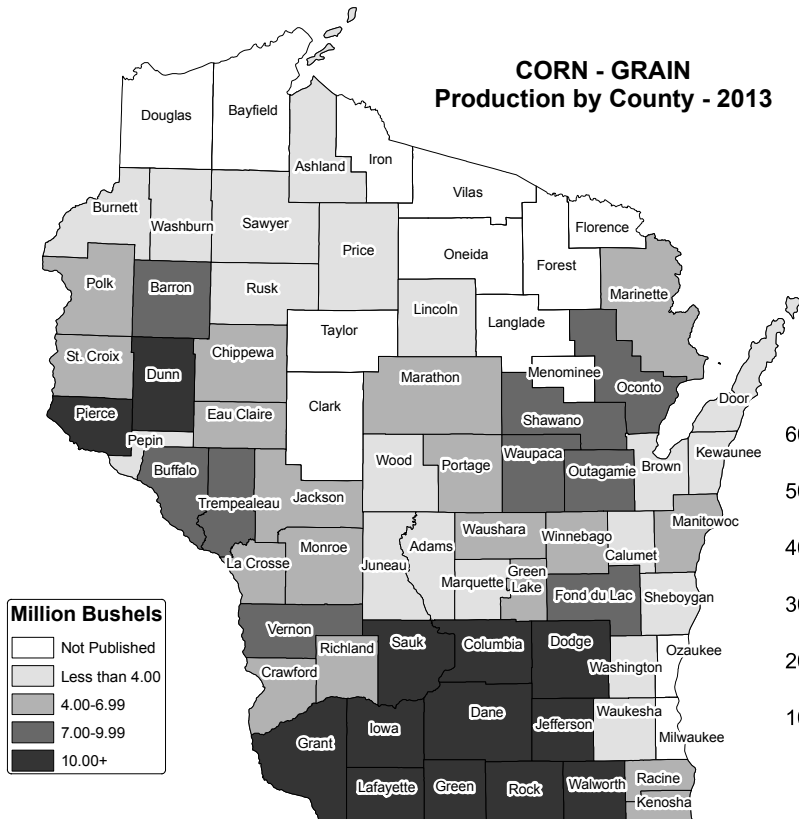 CORN - GRAIN
Production by County - 2013
Douglas
Bayfield
Ashland
Iron
Vilas
Florence
Burnett
Washburn
Sawyer
Price
Oneida
Forest
Marinette
Polk
Barron
Rusk
Lincoln
Langlade
Taylor
St. Croix
Dunn
Chippewa
Marathon
Menominee
Oconto
Door
Pierce
Eau Claire
Clark
Shawano
Pepin
Buffalo
Wood
Portage
Waupaca
Outagamie
Brown
Kewaunee
Trempealeau
Jackson
Waushara
Winnebago
Manitowoc
La Crosse
Monroe
Juneau
Adams
Calumet
Marquette
Green
Lake
Fond du Lac
Sheboygan
Vernon
Richland
Sauk
Columbia
Dodge
Washington
Ozaukee
Crawford
Grant
Iowa
Dane
Jefferson
Waukesha
Milwaukee
Lafayette
Green
Rock
Walworth
Racine
Kenosha
Million Bushels
Not Published
Less than 4.00
4.00-6.99
7.00-9.99
10.00+